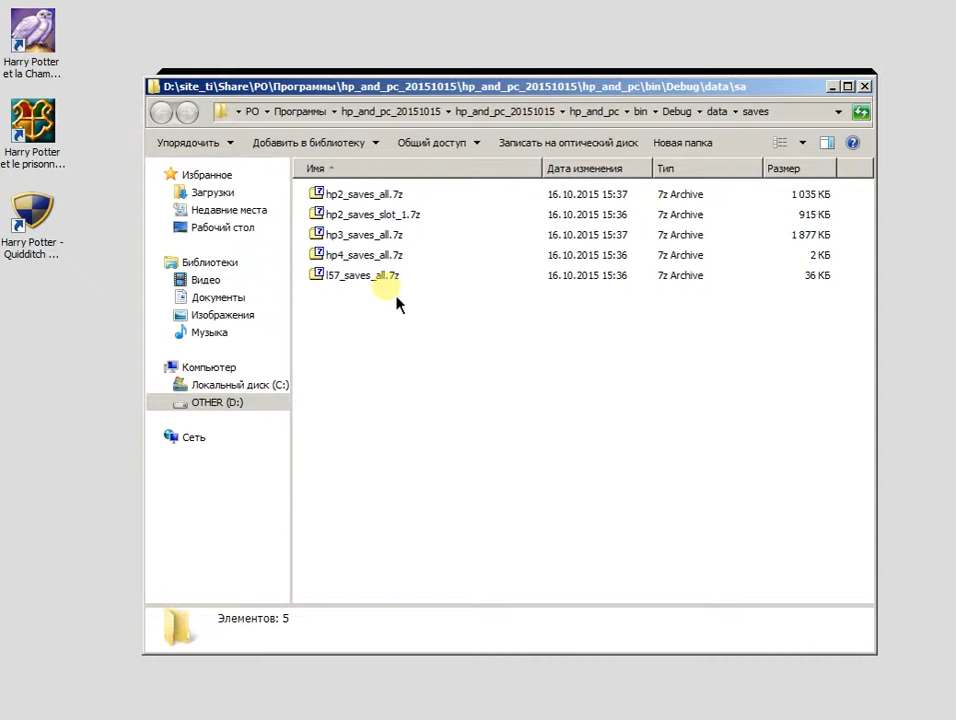 Harry Potter
et la Cham...
Harry Potter
et le prisonn...
Harry Potter -
Quidditch ...
D:\site_ti\Share\PO\Программы\hp_and_pc_20151015\hp_and_pc_20151015\hp_and_pc\bin\Debug\data\sa
PO Программы hp_and_pc_20151015 hp_and_pc_20151015 hp_and_pc bin Debug data saves
Упорядочить Добавить в библиотеку Общий доступ Записать на оптический диск Новая папка
Избранное
Загрузки
Недавние места
Рабочий стол
Библиотеки
Видео
Документы
Изображения
Музыка
Компьютер
Локальный диск (C:)
OTHER (D:)
Сеть
Имя Дата изменения Тип Размер
hp2_saves_all.7z 16.10.2015 15:37 7z Archive 1 035 КБ
hp2_saves_slot_1.7z 16.10.2015 15:36 7z Archive 915 КБ
hp3_saves_all.7z 16.10.2015 15:37 7z Archive 1 877 КБ
hp4_saves_all.7z 16.10.2015 15:36 7z Archive 2 КБ
l57_saves_all.7z 16.10.2015 15:36 7z Archive 36 КБ
Элементов: 5